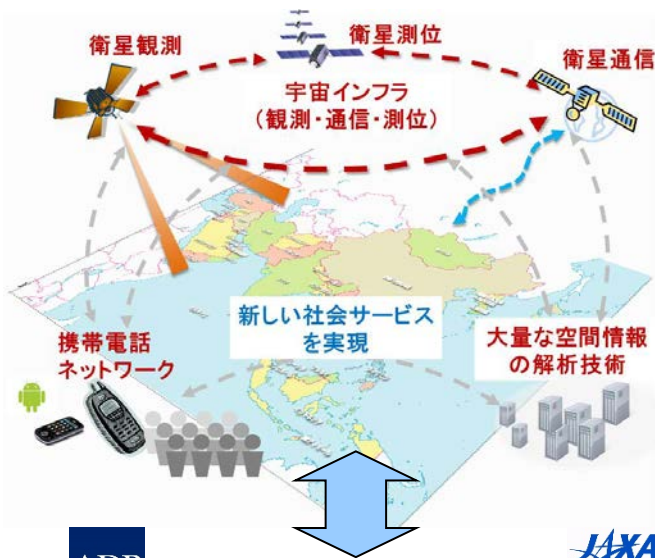 衛星観測
衛星測位
衛星通信
宇宙インフラ
（観測・通信・測位）
新しい社会サービス
を実現
携帯電話
ネットワーク
大量な空間情報
の解析技術
ADB
JAXA